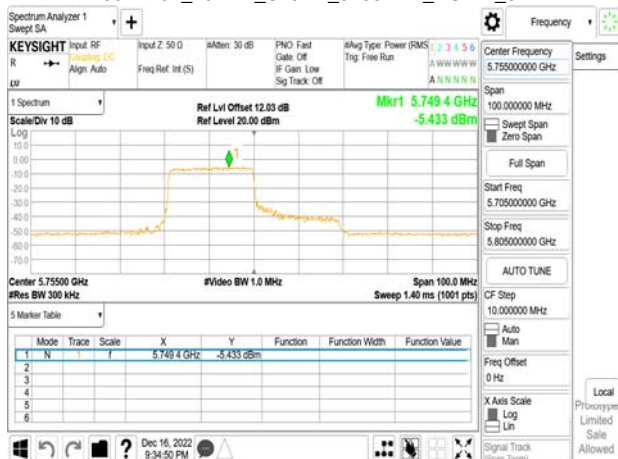 Spectrum Analyzer 1
Swept SA
Frequency
KEYSIGHT
R
LXI
Input: RF
Coupling: DC
Align: Auto
Input Z: 50 Ω
Freq Ref: Int (S)
#Atten: 30 dB
PNO: Fast
Gate: Off
IF Gain: Low
Sig Track: Off
#Avg Type: Power (RMS
Trig: Free Run
1 2 3 4 5 6
A W W W W W
A N N N N N
1 Spectrum
Scale/Div 10 dB
Ref Lvl Offset 12.03 dB
Ref Level 20.00 dBm
Mkr1 5.749 4 GHz
-5.433 dBm
Log
10.0
0.00
-10.0
-20.0
-30.0
-40.0
-50.0
-60.0
-70.0
1
Center 5.75500 GHz
#Res BW 300 kHz
#Video BW 1.0 MHz
Span 100.0 MHz
Sweep 1.40 ms (1001 pts)
5 Marker Table
Mode Trace Scale X Y Function Function Width Function Value
1 N 1 f 5.749 4 GHz -5.433 dBm
2
3
4
5
6
Dec 16, 2022
9:34:50 PM
Center Frequency
5.755000000 GHz
Span
100.000000 MHz
Swept Span
Zero Span
Full Span
Start Freq
5.705000000 GHz
Stop Freq
5.805000000 GHz
AUTO TUNE
CF Step
10.000000 MHz
Auto
Man
Freq Offset
0 Hz
X Axis Scale
Log
Lin
Signal Track
(Span Zoom)
Settings
Local
Prototype
Limited
Sale
Allowed